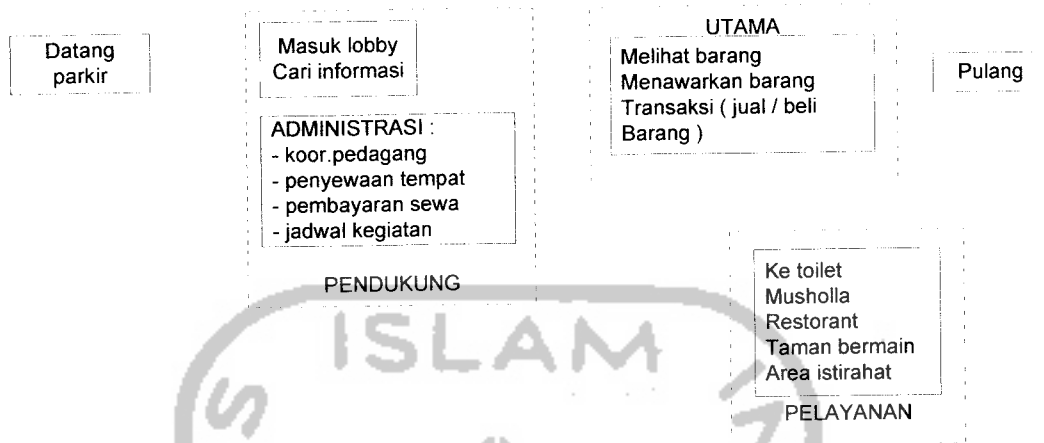 Datang
parkir
Masuk lobby
Cari informasi
ADMINISTRASI :
- koor.pedagang
- penyewaan tempat
- pembayaran sewa
- jadwal kegiatan
PENDUKUNG
UTAMA
Melihat barang
Menawarkan barang
Transaksi ( jual / beli
Barang )
Pulang
Ke toilet
Musholla
Restorant
Taman bermain
Area istirahat
PELAYANAN
ISLAM